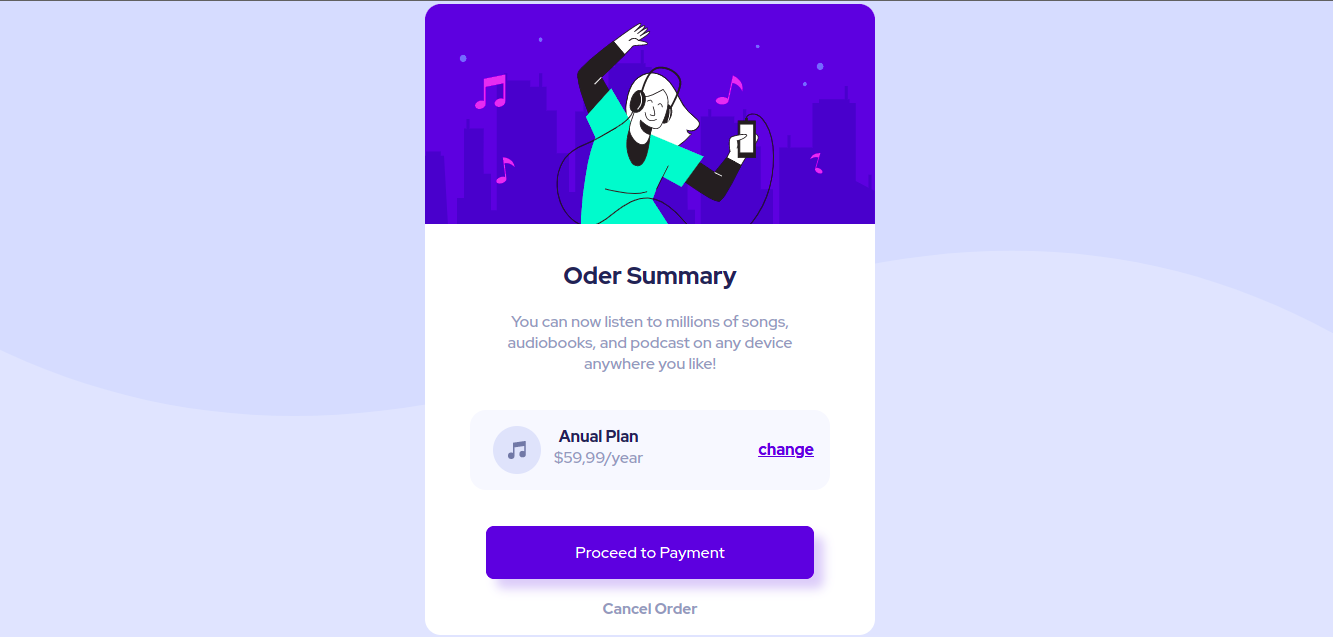 Oder Summary
You can now listen to millions of songs,
audiobooks, and podcast on any device
anywhere you like!
Anual Plan
$59,99/year
change
Proceed to Payment
Cancel Order